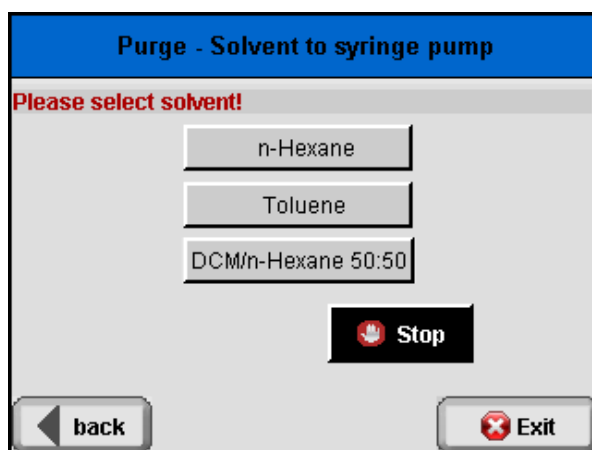 Purge - Solvent to syringe pump
Please select solvent!
n-Hexane
Toluene
DCM/n-Hexane 50:50
Stop
back
Exit